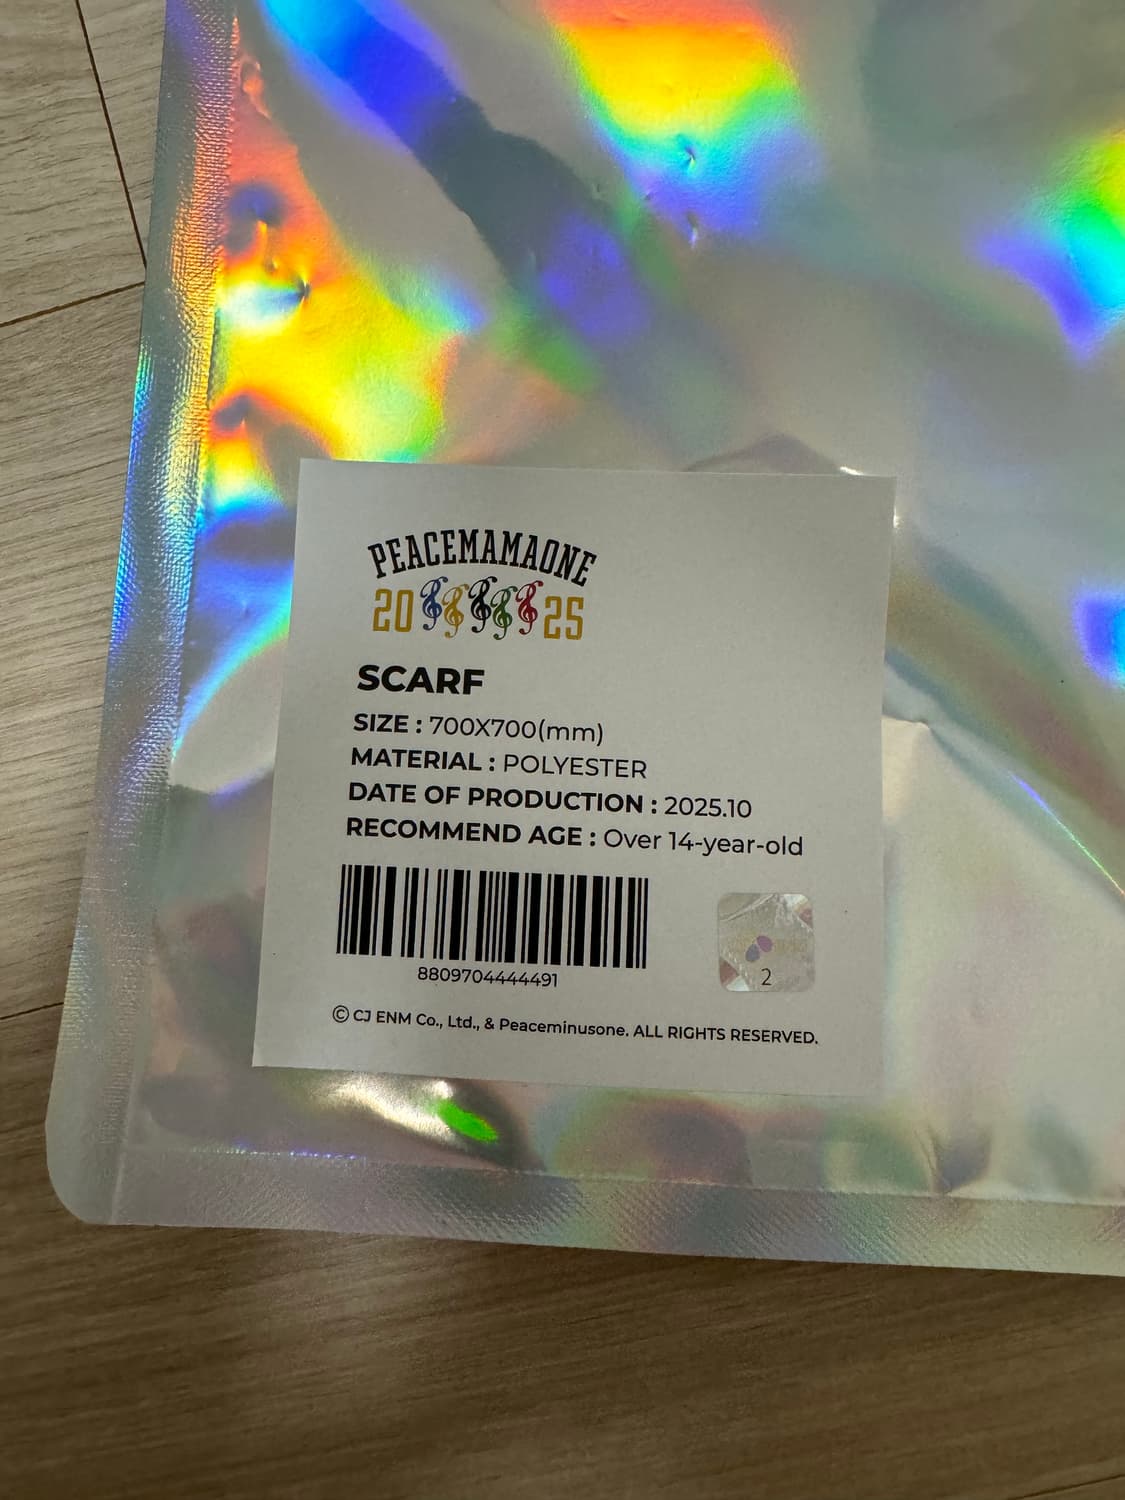 PEACEMAMAONE
20 25
SCARF
SIZE : 700X700(mm)
MATERIAL : POLYESTER
DATE OF PRODUCTION : 2025.10
RECOMMEND AGE : Over 14-year-old
8809704444491
2
© CJ ENM Co., Ltd., & Peaceminusone. ALL RIGHTS RESERVED.